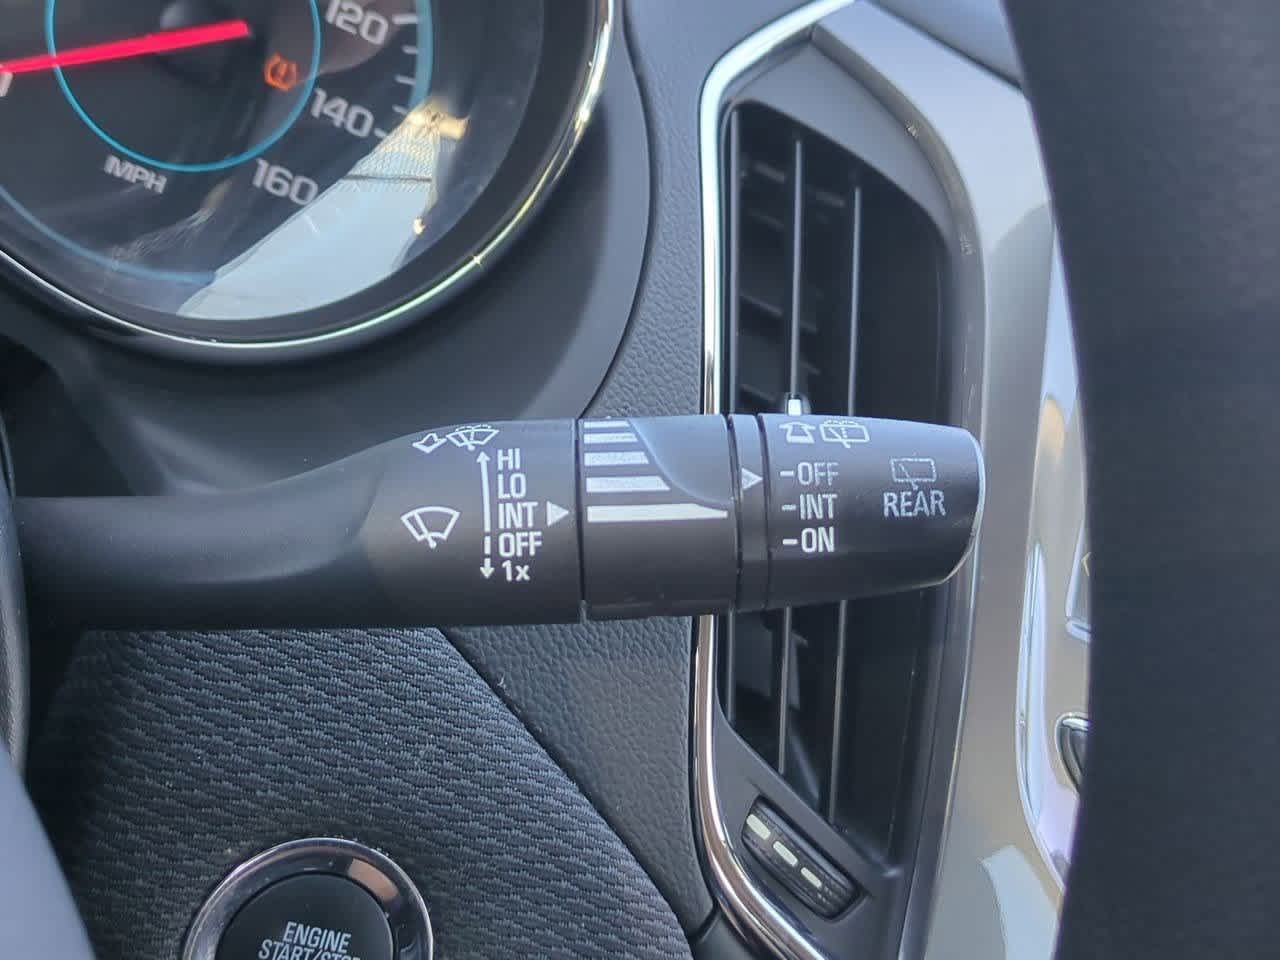 120
140
160
MPH
HI
LO
INT
OFF
1x
-OFF
-INT
-ON
REAR
ENGINE
START/STOP